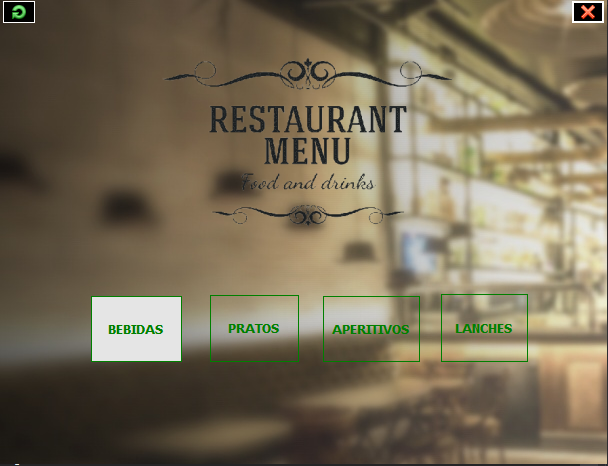 RESTAURANT
MENU
Food and drinks
BEBIDAS PRATOS APERITIVOS LANCHES